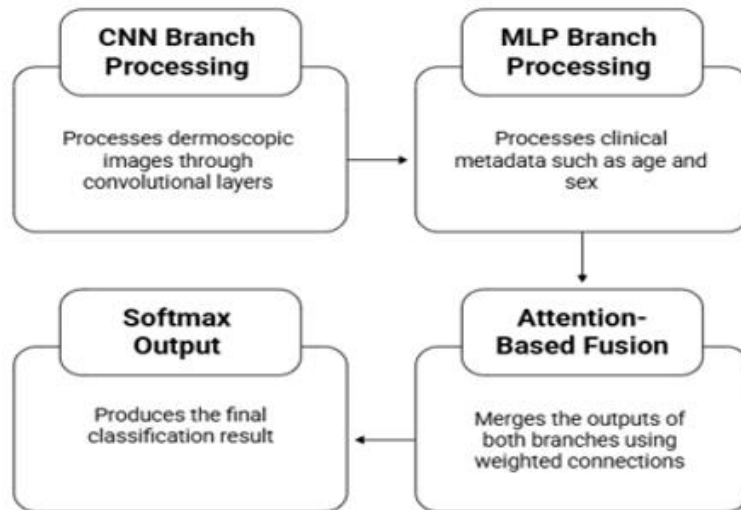 CNN Branch
Processing
Processes dermoscopic
images through
convolutional layers
MLP Branch
Processing
Processes clinical
metadata such as age and
sex
Softmax
Output
Produces the final
classification result
Attention-
Based Fusion
Merges the outputs of
both branches using
weighted connections